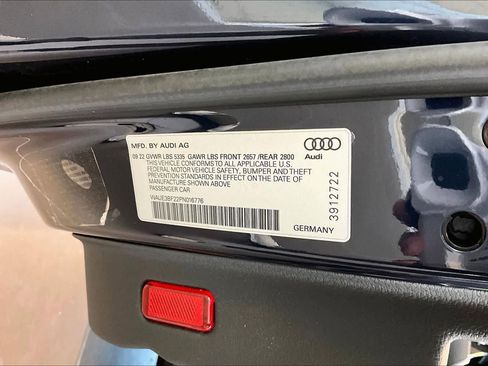 MFD. BY AUDI AG
09 22 GVWR LBS 5335 GAWR LBS FRONT 2657 /REAR 2800
THIS VEHICLE CONFORMS TO ALL APPLICABLE U.S.
FEDERAL MOTOR VEHICLE SAFETY, BUMPER AND THEFT
PREVENTION STANDARDS IN EFFECT ON THE DATE OF
MANUFACTURE SHOWN ABOVE
PASSENGER CAR
WAUE3BF22PN016776
Audi
3912722
GERMANY